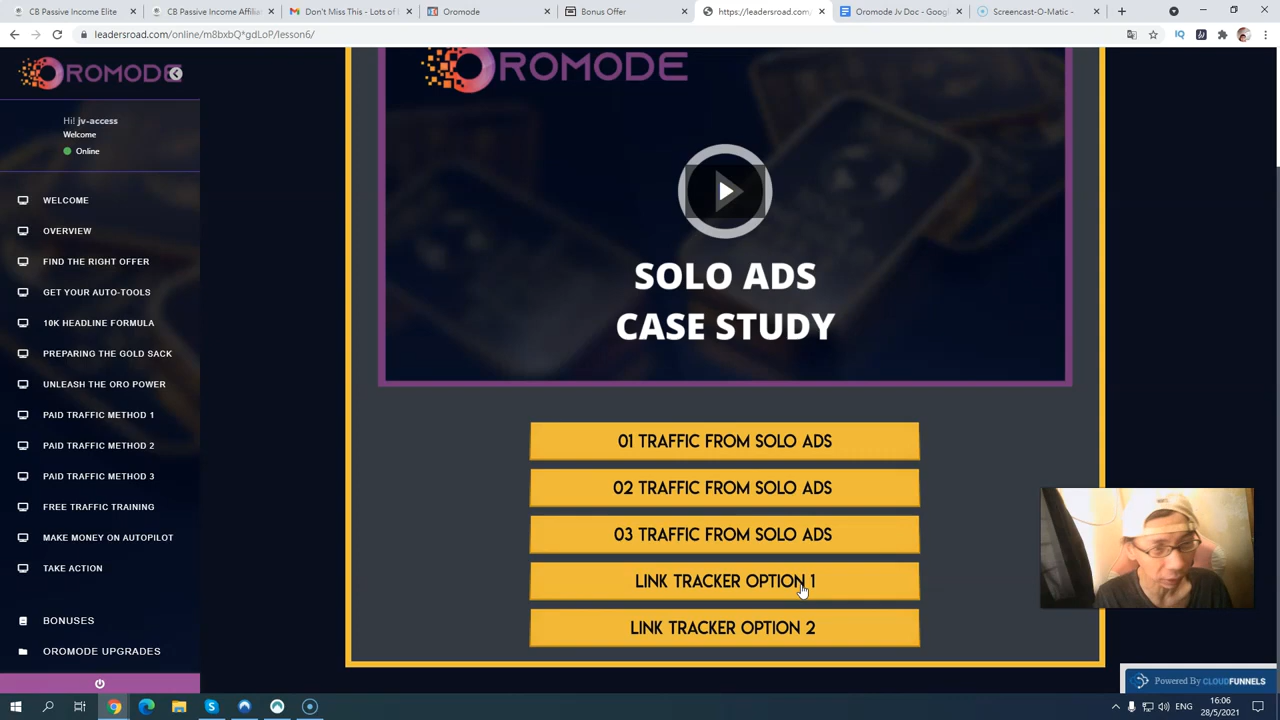 CB Passive Income Elite
CB Passive Income Affiliat
Don't Miss This - Lots of
Oromode
Bonus Offer
https://leadersroad.com
Oromode Jv Doc - Goog
Screencast-O-Matic -
leadersroad.com/online/m8bxbQ*gdLoP/lesson6/
OROMODE
Hi! jv-access
Welcome
Online
WELCOME
OVERVIEW
FIND THE RIGHT OFFER
GET YOUR AUTO-TOOLS
10K HEADLINE FORMULA
PREPARING THE GOLD SACK
UNLEASH THE ORO POWER
PAID TRAFFIC METHOD 1
PAID TRAFFIC METHOD 2
PAID TRAFFIC METHOD 3
FREE TRAFFIC TRAINING
MAKE MONEY ON AUTOPILOT
TAKE ACTION
BONUSES
OROMODE UPGRADES
OROMODE
SOLO ADS
CASE STUDY
01 TRAFFIC FROM SOLO ADS
02 TRAFFIC FROM SOLO ADS
03 TRAFFIC FROM SOLO ADS
LINK TRACKER OPTION 1
LINK TRACKER OPTION 2
Powered By CLOUDFUNNELS
ENG
16:06
28/5/2021